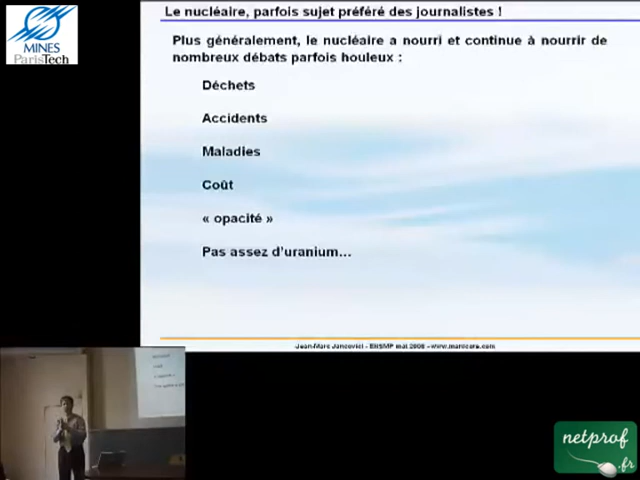 MINES
ParisTech
Le nucléaire, parfois sujet préféré des journalistes !
Plus généralement, le nucléaire a nourri et continue à nourrir de
nombreux débats parfois houleux :
Déchets
Accidents
Maladies
Coût
« opacité »
Pas assez d'uranium…
Jean-Marc Jancovici - ENSMP mai 2008 - www.manicore.com
netprof
.fr